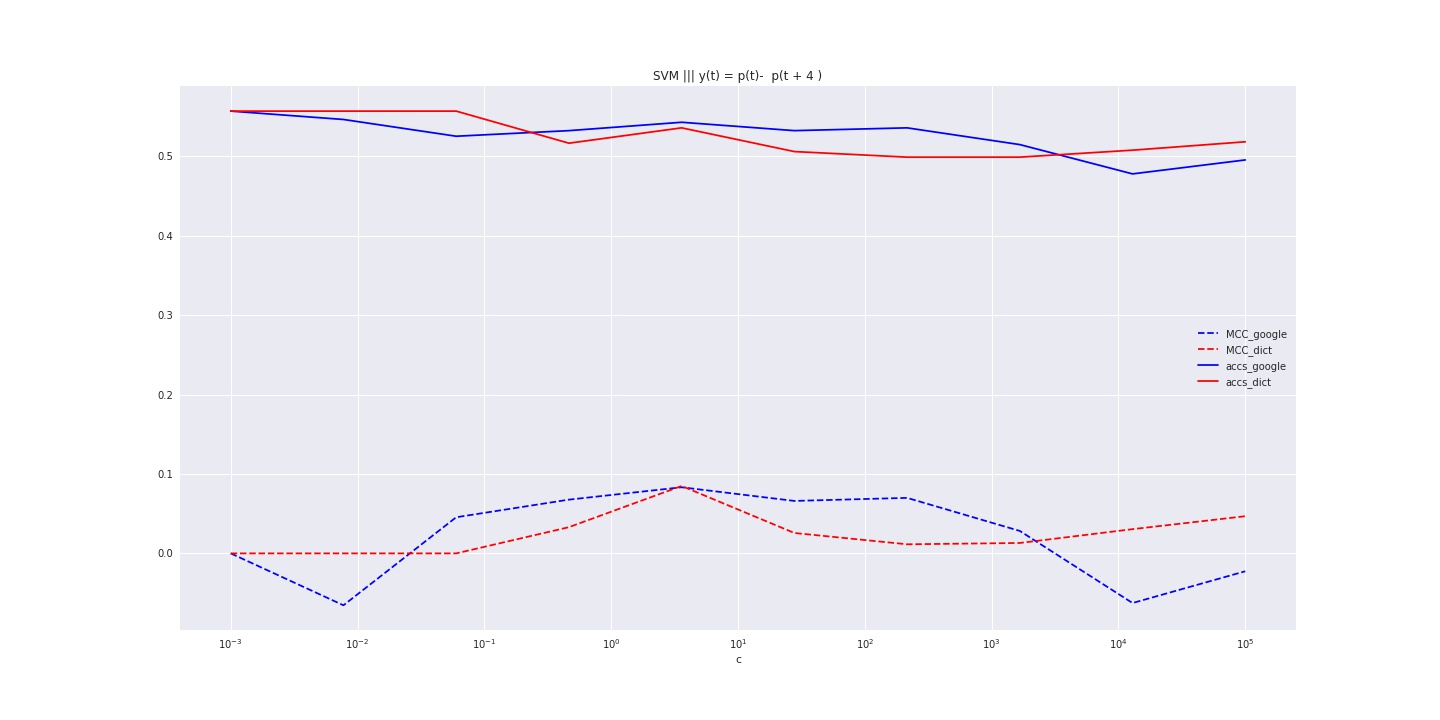 SVM ||| y(t) = p(t)-  p(t + 4 )
0.5
0.4
0.3
0.2
0.1
0.0
MCC_google
MCC_dict
accs_google
accs_dict
10⁻³ 10⁻² 10⁻¹ 10⁰ 10¹ 10² 10³ 10⁴ 10⁵
c